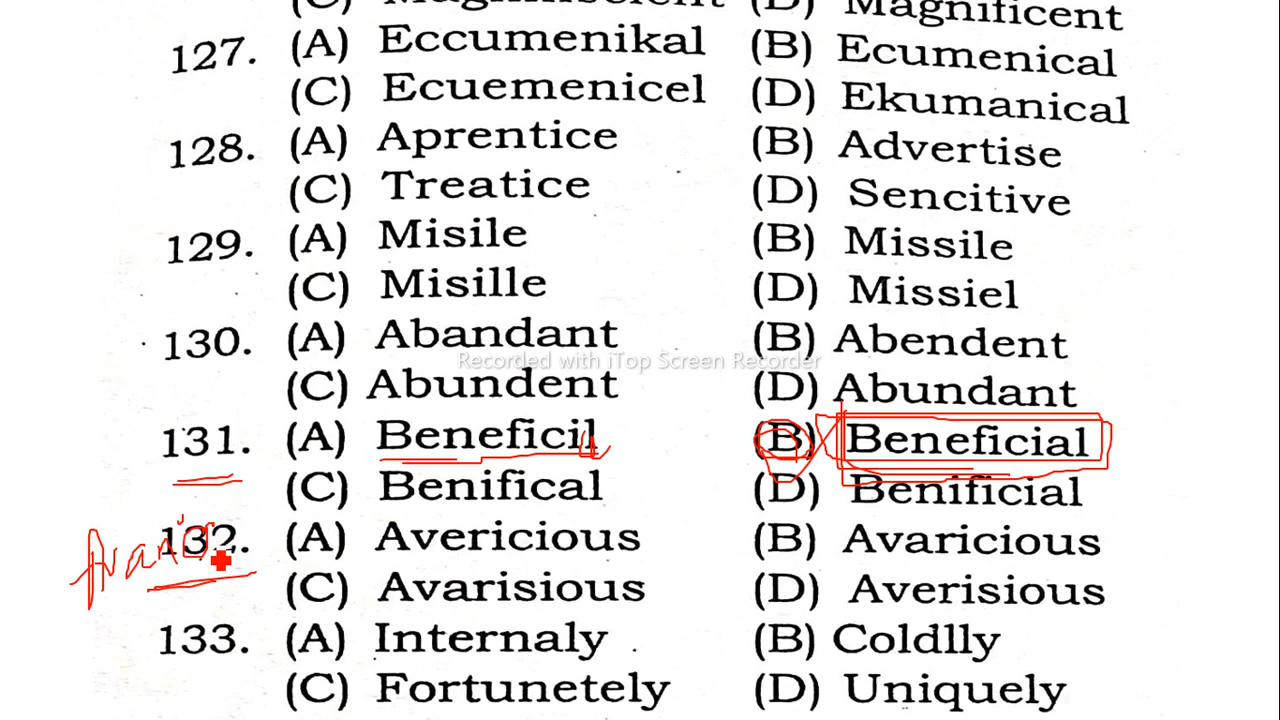 (D) Magnificent
127. (A) Eccumenikal (B) Ecumenical
(C) Ecuemenicel (D) Ekumanical
128. (A) Aprentice (B) Advertise
(C) Treatice (D) Sencitive
129. (A) Misile (B) Missile
(C) Misille (D) Missiel
130. (A) Abandant (B) Abendent
Recorded with iTop Screen Recorder
(C) Abundent (D) Abundant
131. (A) Beneficil (B) Beneficial
(C) Benifical (D) Benificial
132. (A) Avericious (B) Avaricious
(C) Avarisious (D) Averisious
133. (A) Internaly (B) Coldlly
(C) Fortunetely (D) Uniquely